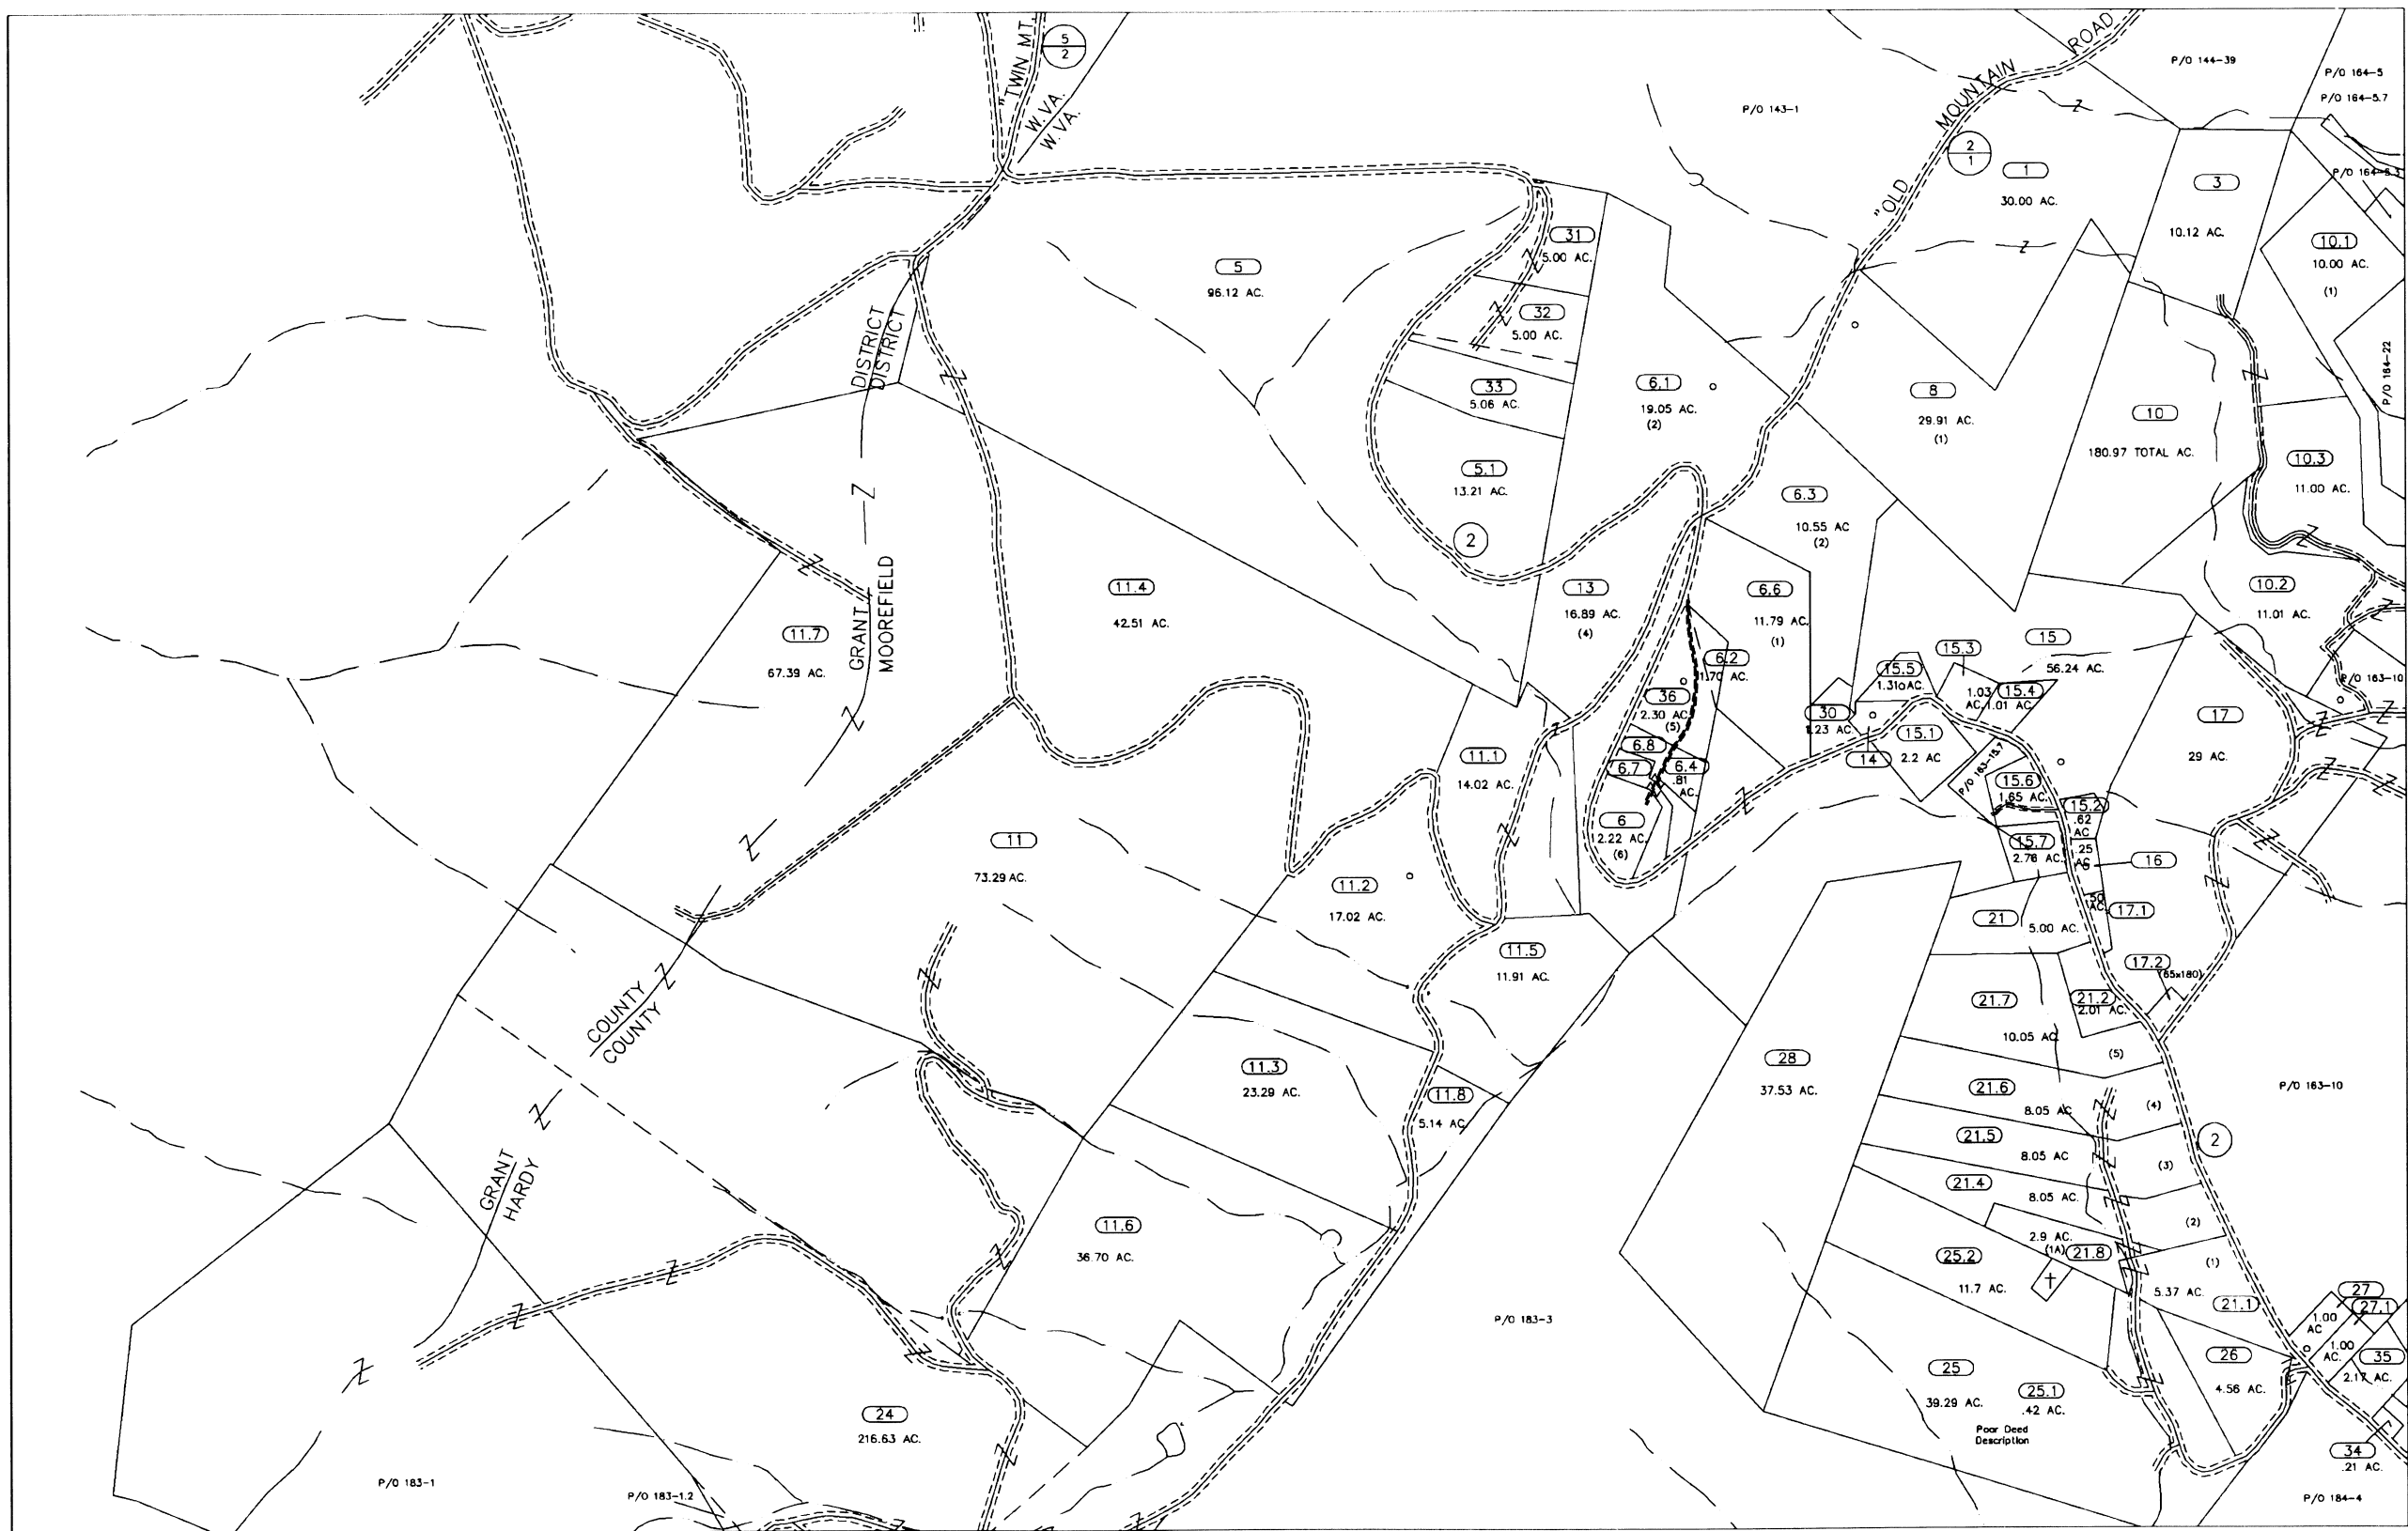 "TWIN MT.
5
2
W.VA.
W.VA.
"OLD MOUNTAIN ROAD
2
1
P/O 144-39
P/O 164-5
P/O 164-5.7
P/O 143-1
1
30.00 AC.
3
10.12 AC.
P/O 164-5.3
10.1
10.00 AC.
(1)
P/O 164-22
5
96.12 AC.
31
5.00 AC.
32
5.00 AC.
33
5.06 AC.
5.1
13.21 AC.
2
6.1
19.05 AC.
(2)
8
29.91 AC.
(1)
10
180.97 TOTAL AC.
10.3
11.00 AC.
10.2
11.01 AC.
DISTRICT
DISTRICT
GRANT
MOOREFIELD
11.7
67.39 AC.
11.4
42.51 AC.
13
16.89 AC.
(4)
6.3
10.55 AC
(2)
6.6
11.79 AC.
(1)
6.2
1.70 AC.
36
2.30 AC.
(5)
6.8
6.7
6.4
.81
AC.
6
2.22 AC.
(6)
30
1.23 AC.
14
15.5
1.31 AC.
15.3
1.03
AC.
15.4
1.01 AC.
15
56.24 AC.
15.1
2.2 AC
P/O 163-15.7
15.6
1.65 AC.
15.2
.62
AC
15.7
2.78 AC.
.25
AC
16
.50
AC.
17.1
17
29 AC.
P/O 163-10
17.2
(65x180)
11.1
14.02 AC.
11
73.29 AC.
11.2
17.02 AC.
11.5
11.91 AC.
11.3
23.29 AC.
11.8
5.14 AC.
11.6
36.70 AC.
COUNTY
COUNTY
GRANT
HARDY
21
5.00 AC.
21.7
10.05 AC
(5)
21.2
2.01 AC.
21.6
8.05 AC
(4)
21.5
8.05 AC
(3)
21.4
8.05 AC.
(2)
2
2.9 AC.
(1A)
21.8
(1)
5.37 AC.
21.1
25.2
11.7 AC.
28
37.53 AC.
P/O 163-10
P/O 183-3
25
39.29 AC.
25.1
.42 AC.
Poor Deed
Description
26
4.56 AC.
27
1.00
AC
27.1
1.00
AC.
35
2.17 AC.
34
.21 AC.
24
216.63 AC.
P/O 183-1
P/O 183-1.2
P/O 184-4